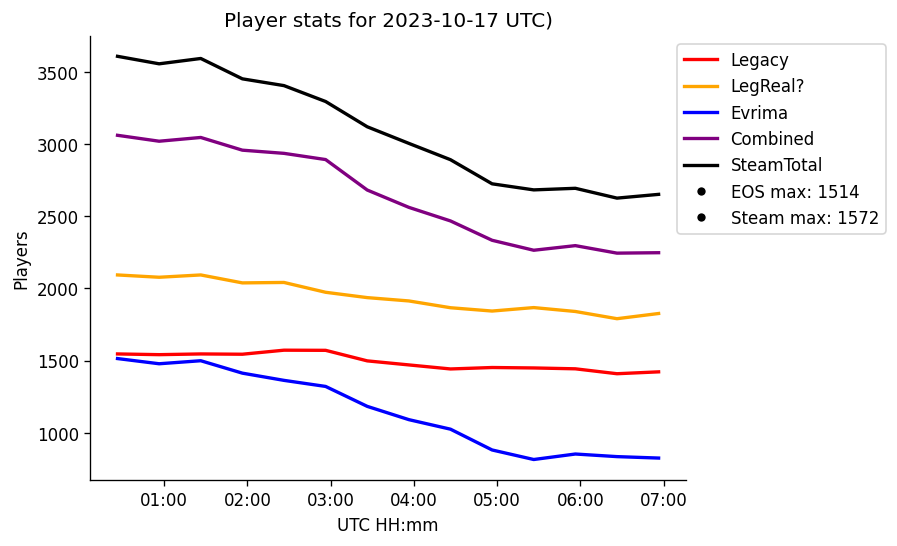 Player stats for 2023-10-17 UTC)
Legacy
LegReal?
Evrima
Combined
SteamTotal
EOS max: 1514
Steam max: 1572
Players
3500
3000
2500
2000
1500
1000
01:00 02:00 03:00 04:00 05:00 06:00 07:00
UTC HH:mm